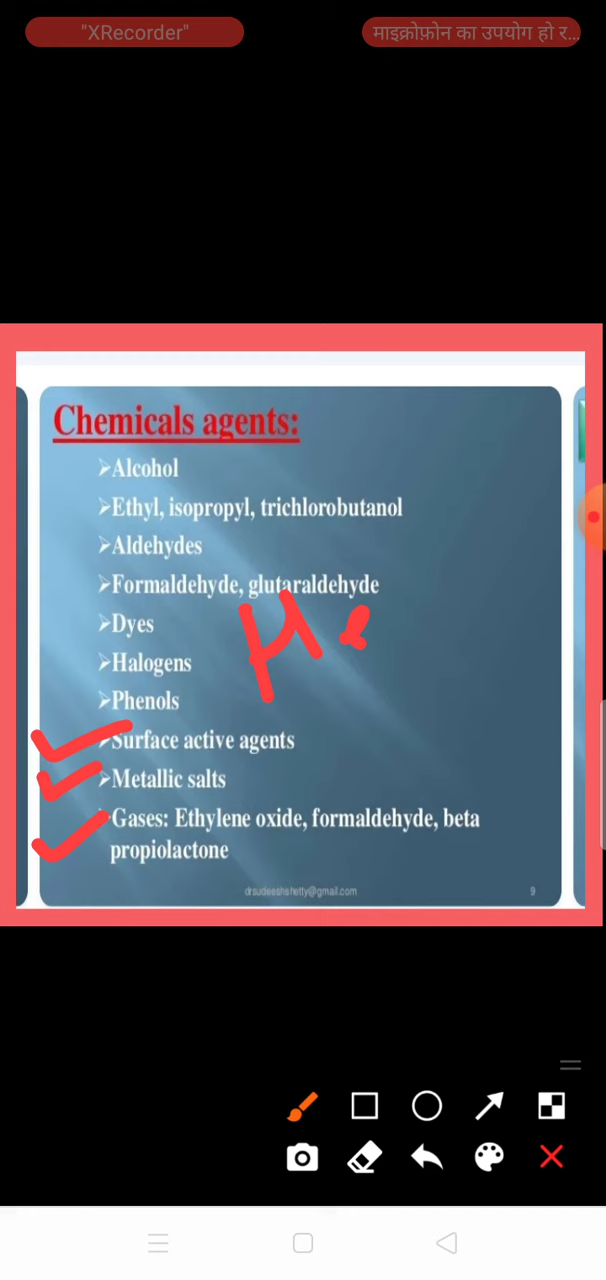 "XRecorder"
माइक्रोफ़ोन का उपयोग हो र...
Chemicals agents:
➢Alcohol
➢Ethyl, isopropyl, trichlorobutanol
➢Aldehydes
➢Formaldehyde, glutaraldehyde
➢Dyes
➢Halogens
➢Phenols
➢Surface active agents
➢Metallic salts
➢Gases: Ethylene oxide, formaldehyde, beta
propiolactone
drsudeeshshetty@gmail.com
9